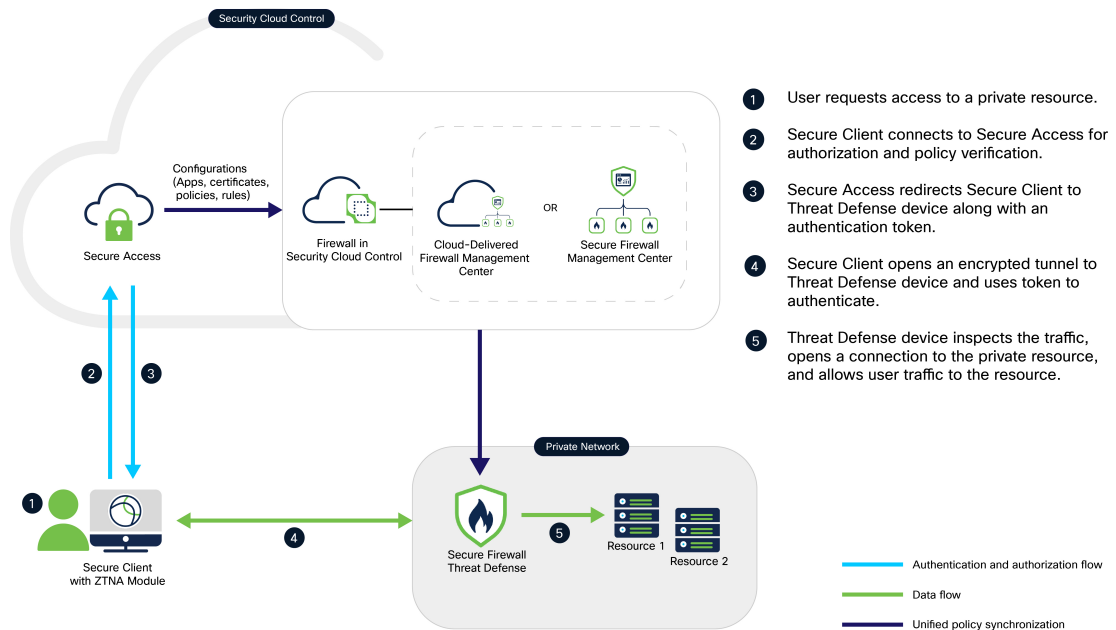 Security Cloud Control
Configurations
(Apps, certificates,
policies, rules)
Secure Access
Firewall in
Security Cloud Control
Cloud-Delivered
Firewall Management
Center
OR
Secure Firewall
Management Center
1 User requests access to a private resource.
2 Secure Client connects to Secure Access for
authorization and policy verification.
3 Secure Access redirects Secure Client to
Threat Defense device along with an
authentication token.
4 Secure Client opens an encrypted tunnel to
Threat Defense device and uses token to
authenticate.
5 Threat Defense device inspects the traffic,
opens a connection to the private resource,
and allows user traffic to the resource.
2
3
Private Network
1
Secure Client
with ZTNA Module
4
Secure Firewall
Threat Defense
5
Resource 1
Resource 2
Authentication and authorization flow
Data flow
Unified policy synchronization